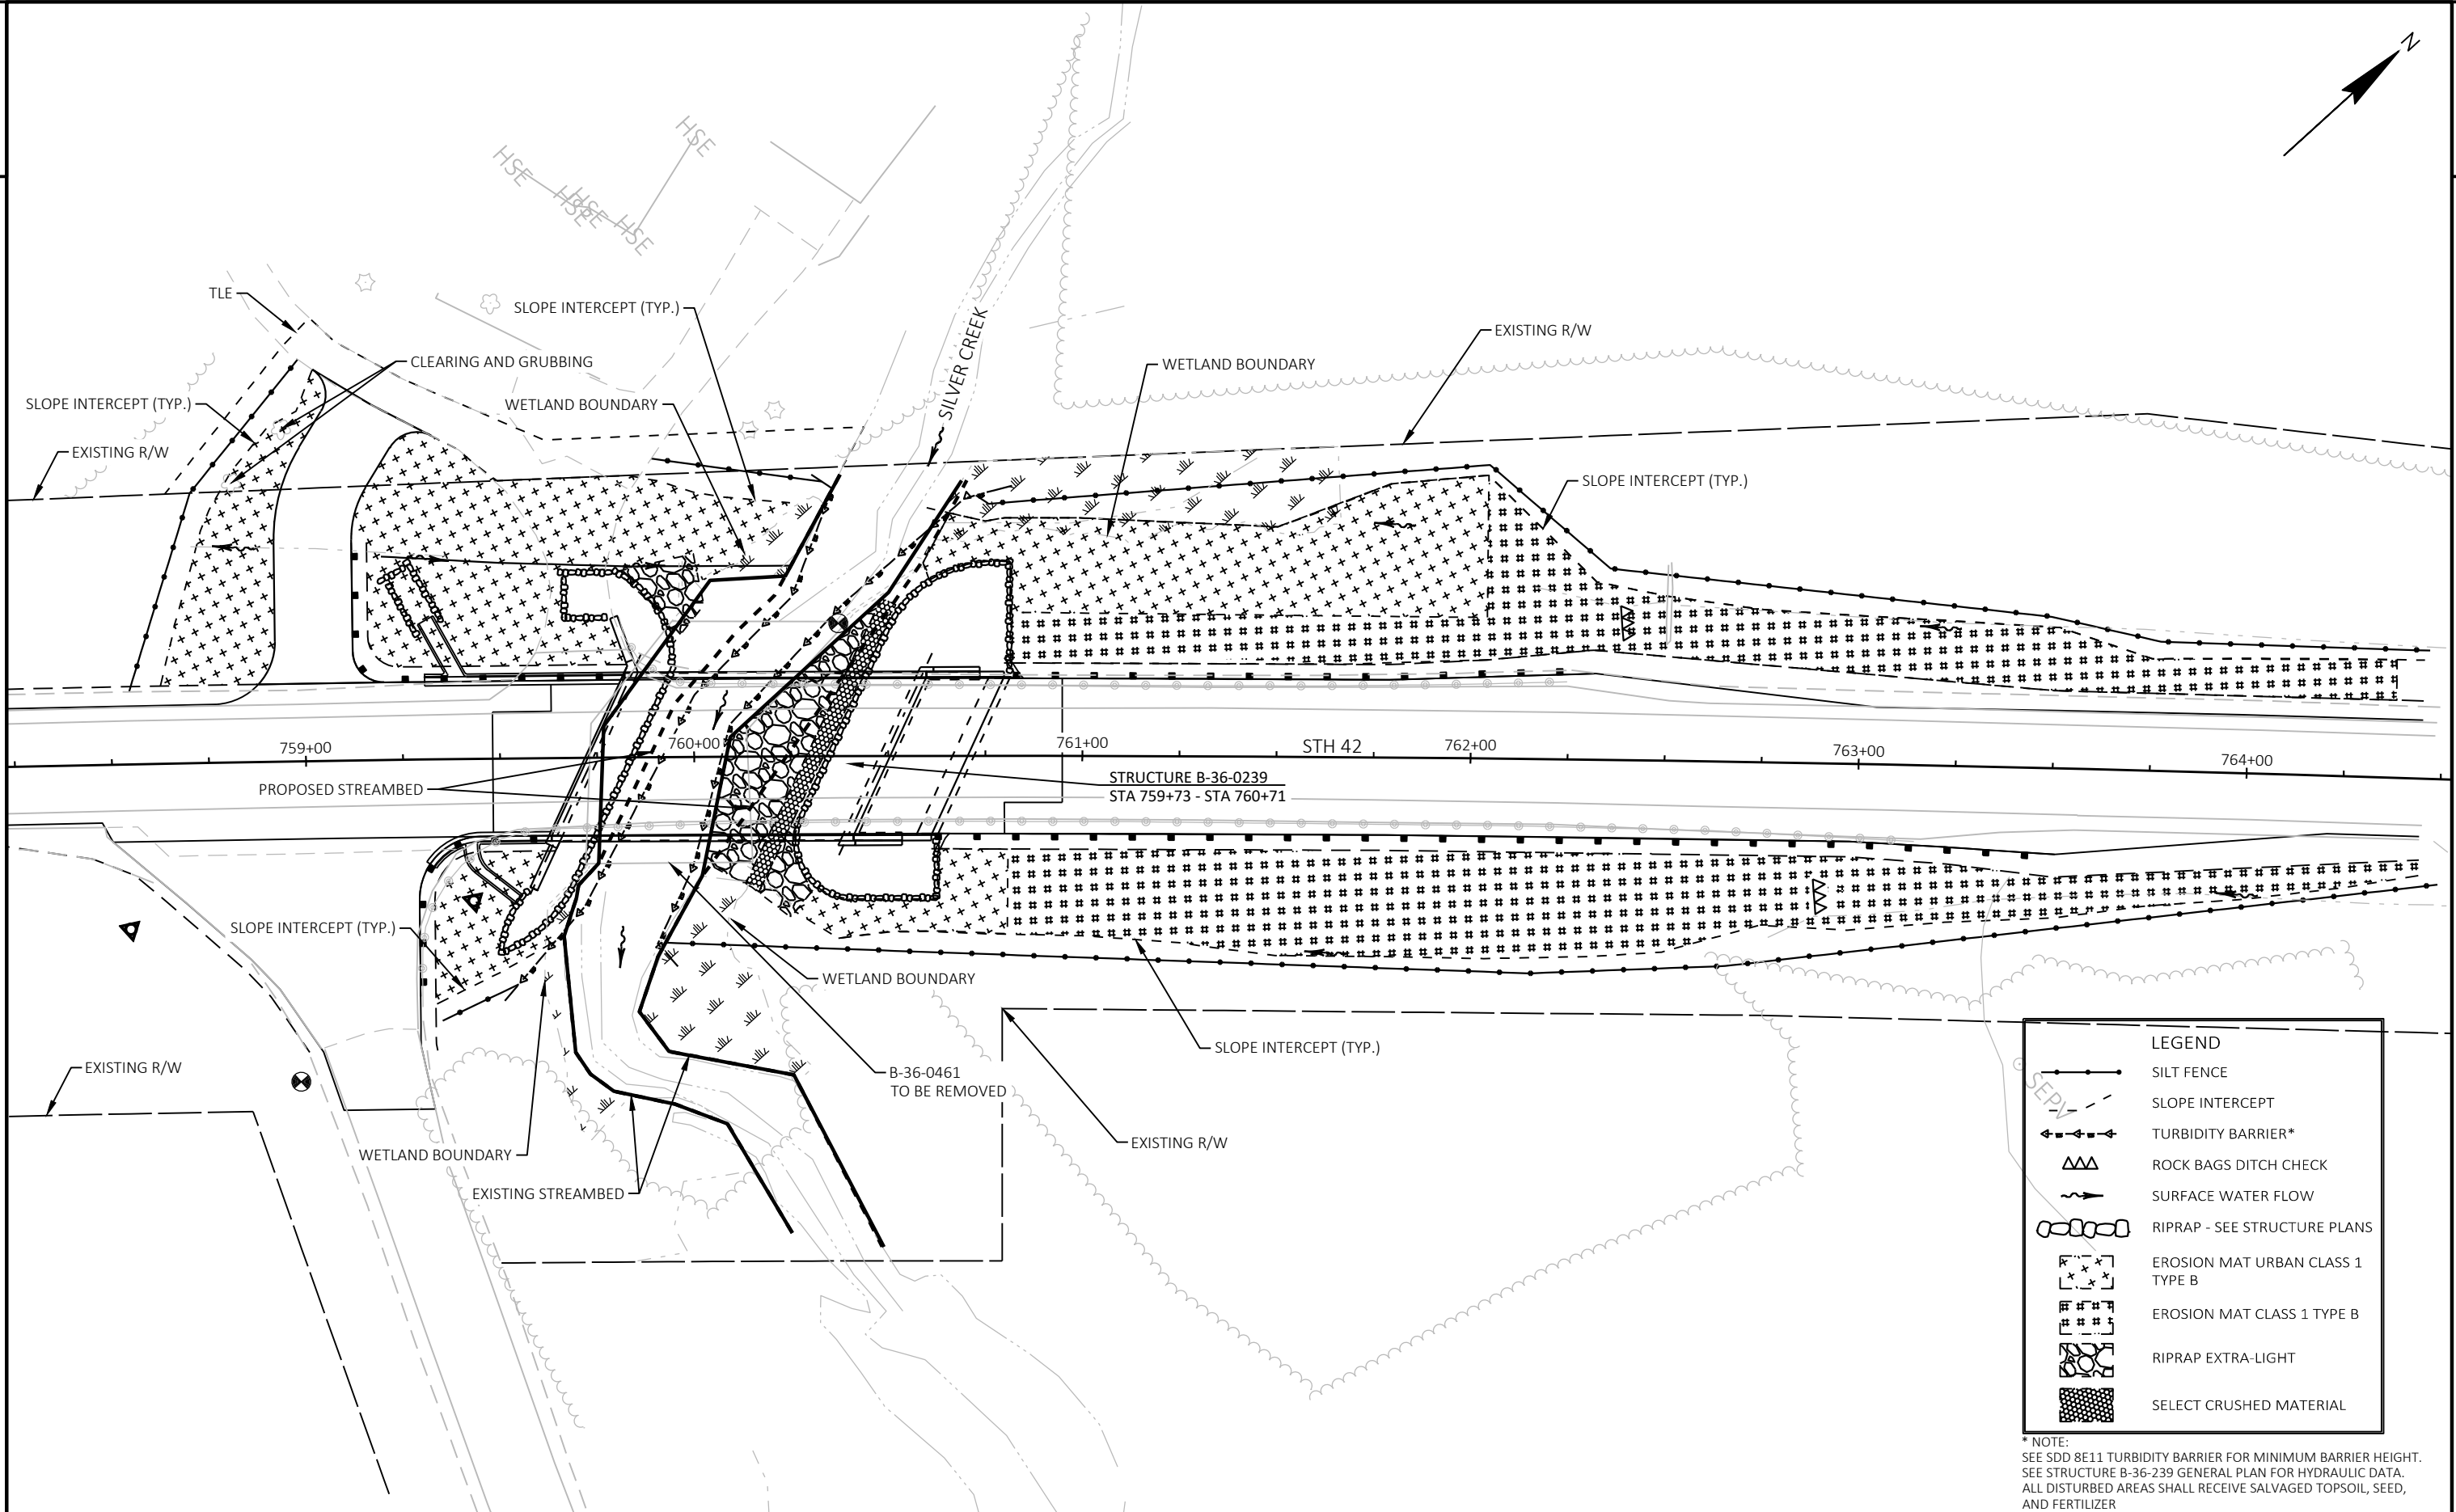 N
HSE
HSE
HSE
HSE
HSE
TLE
SLOPE INTERCEPT (TYP.)
SILVER CREEK
EXISTING R/W
CLEARING AND GRUBBING
WETLAND BOUNDARY
SLOPE INTERCEPT (TYP.)
WETLAND BOUNDARY
EXISTING R/W
SLOPE INTERCEPT (TYP.)
759+00
760+00
761+00
STH 42
762+00
763+00
764+00
PROPOSED STREAMBED
STRUCTURE B-36-0239
STA 759+73 - STA 760+71
SLOPE INTERCEPT (TYP.)
WETLAND BOUNDARY
SLOPE INTERCEPT (TYP.)
EXISTING R/W
B-36-0461
TO BE REMOVED
EXISTING R/W
WETLAND BOUNDARY
EXISTING STREAMBED
SEPV
LEGEND
SILT FENCE
SLOPE INTERCEPT
TURBIDITY BARRIER*
ROCK BAGS DITCH CHECK
SURFACE WATER FLOW
RIPRAP - SEE STRUCTURE PLANS
EROSION MAT URBAN CLASS 1
TYPE B
EROSION MAT CLASS 1 TYPE B
RIPRAP EXTRA-LIGHT
SELECT CRUSHED MATERIAL
* NOTE:
SEE SDD 8E11 TURBIDITY BARRIER FOR MINIMUM BARRIER HEIGHT.
SEE STRUCTURE B-36-239 GENERAL PLAN FOR HYDRAULIC DATA.
ALL DISTURBED AREAS SHALL RECEIVE SALVAGED TOPSOIL, SEED,
AND FERTILIZER